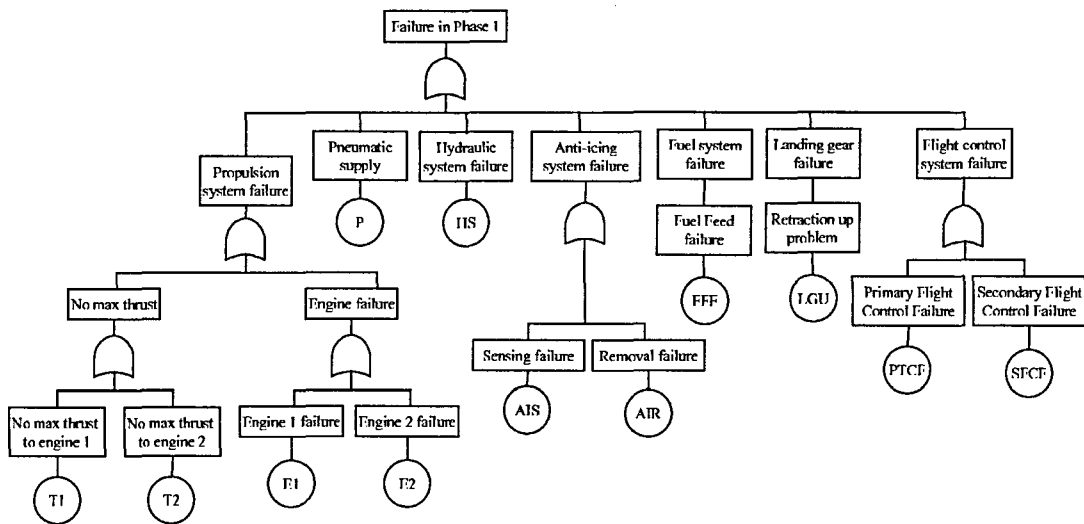 Failure in Phase 1
Propulsion
system failure
Pneumatic
supply
Hydraulic
system failure
Anti-icing
system failure
Fuel system
failure
Landing gear
failure
Flight control
system failure
P
HS
Fuel Feed
failure
Retraction up
problem
No max thrust
Engine failure
FFF
LGU
Primary Flight
Control Failure
Secondary Flight
Control Failure
Sensing failure
Removal failure
PFCF
SFCF
AIS
AIR
No max thrust
to engine 1
No max thrust
to engine 2
Engine 1 failure
Engine 2 failure
T1
T2
E1
E2